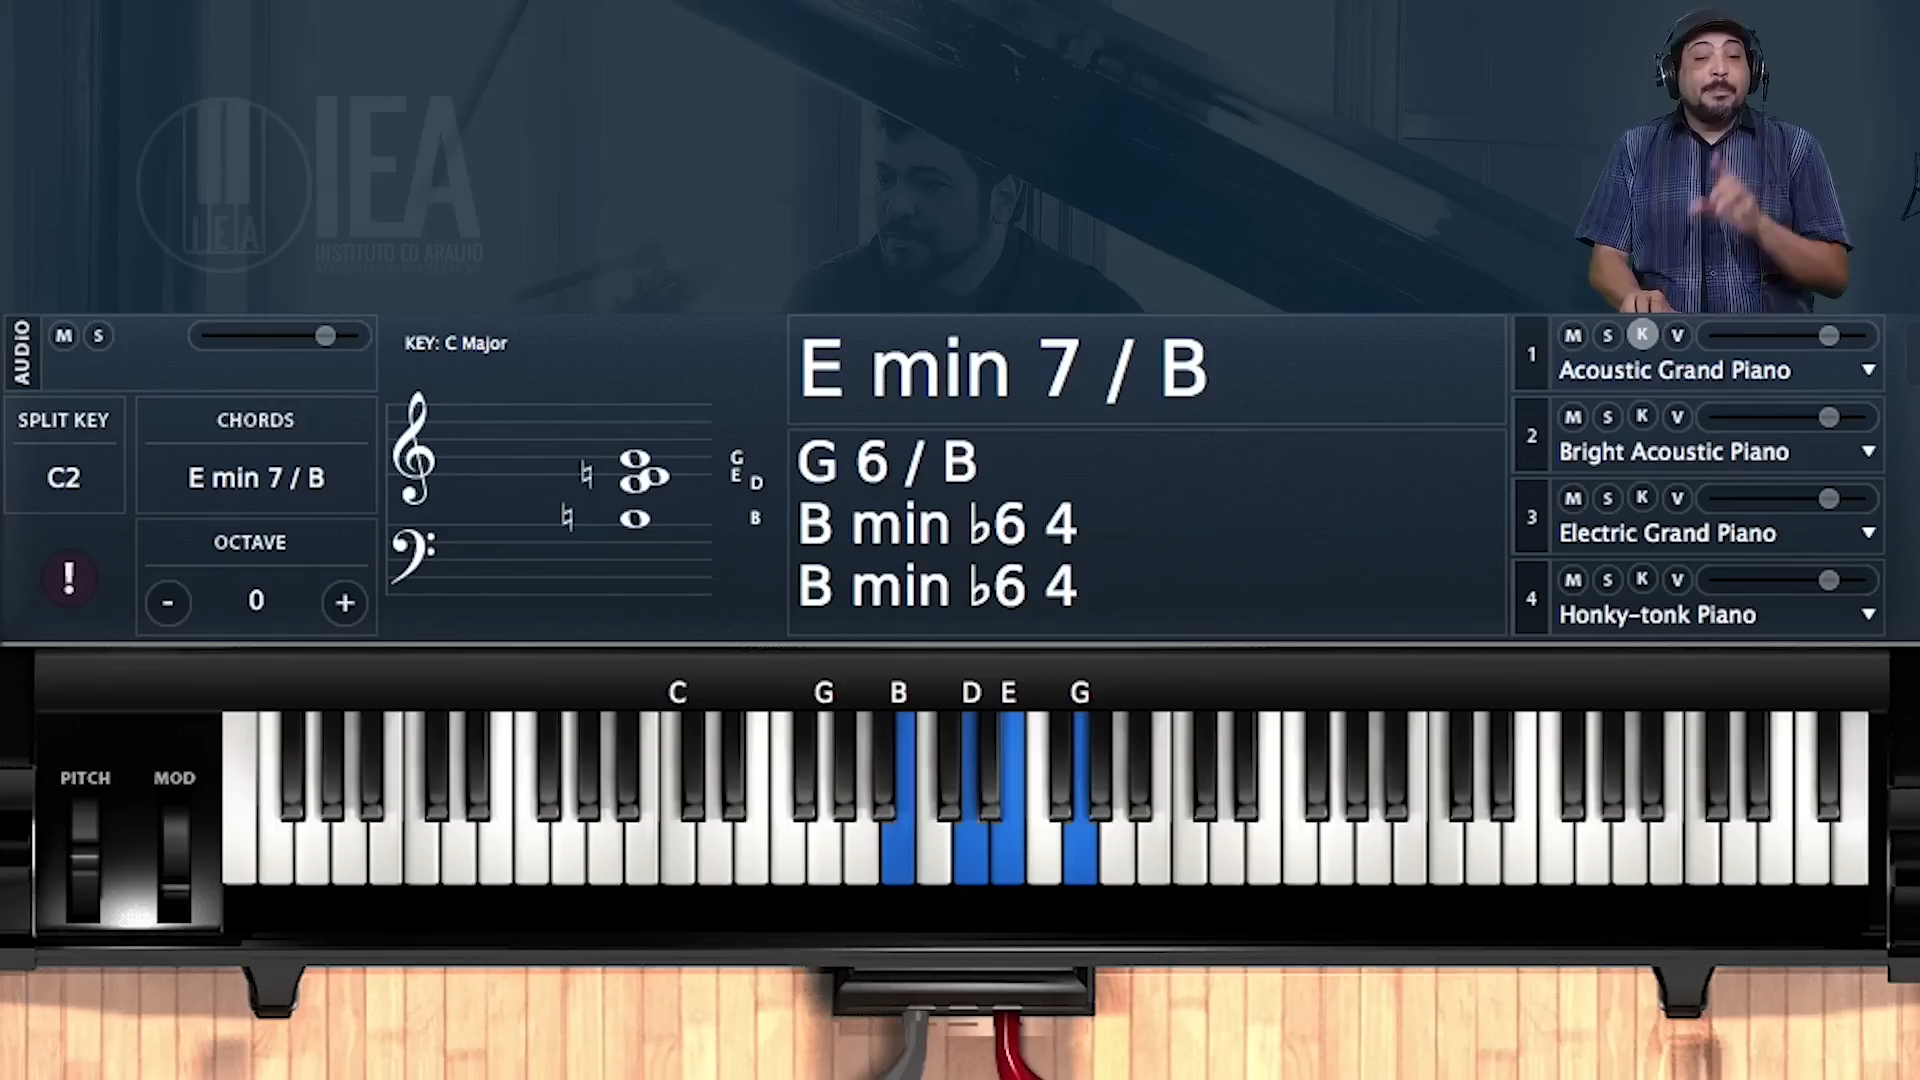 IEA
IEA
INSTITUTO ED ARAUJO
AUDIO
M S
KEY: C Major
SPLIT KEY
C2
CHORDS
E min 7 / B
OCTAVE
- 0 +
!
G
E D
B
E min 7 / B
G 6 / B
B min ♭6 4
B min ♭6 4
1
M S K V
Acoustic Grand Piano
2
M S K V
Bright Acoustic Piano
3
M S K V
Electric Grand Piano
4
M S K V
Honky-tonk Piano
C G B D E G
PITCH MOD